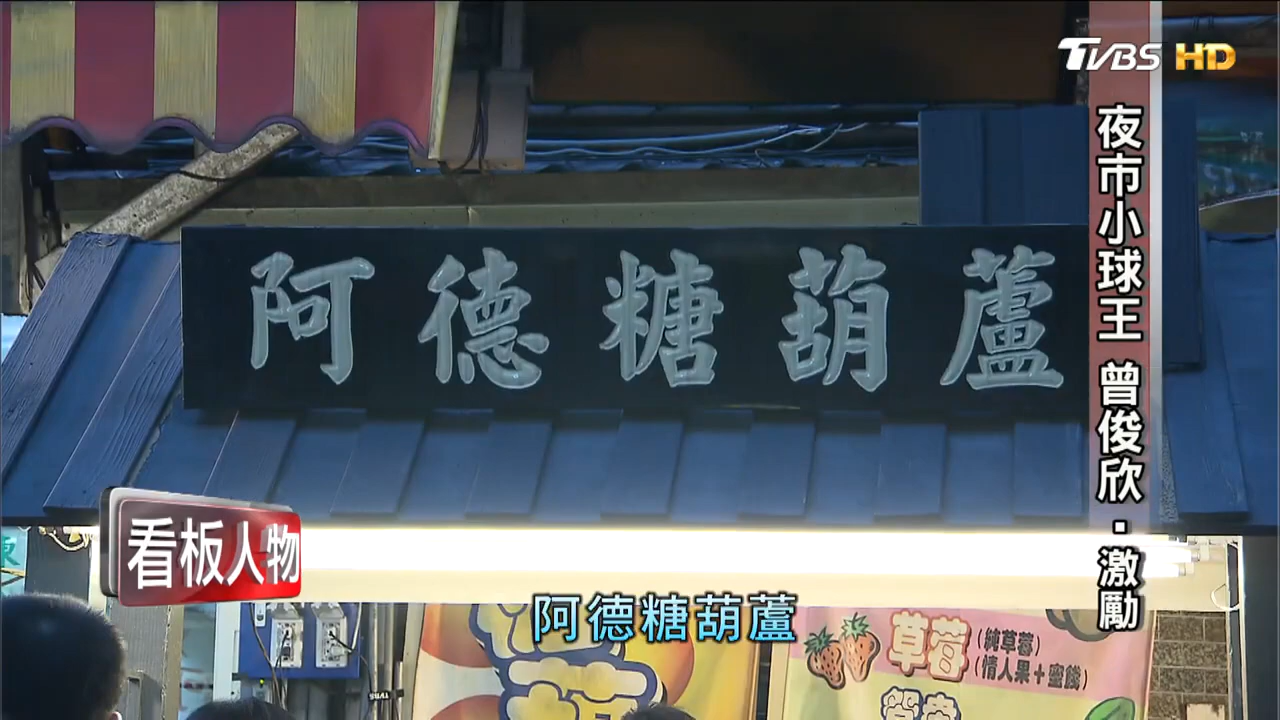 TVBS HD
夜市小球王 曾俊欣·激勵
阿德糖葫蘆
看板人物
阿德糖葫蘆
草莓
(純草莓)
(情人果+蜜餞)
TVBS